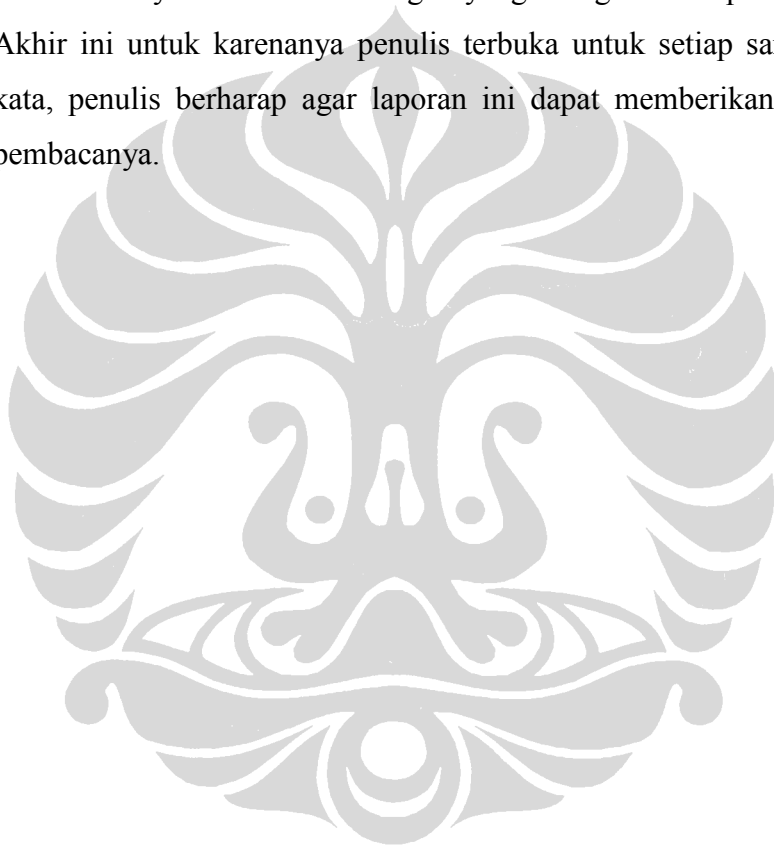 Akhir ini untuk karenanya penulis terbuka untuk setiap
kata, penulis berharap agar laporan ini dapat memberikan
pembacanya.